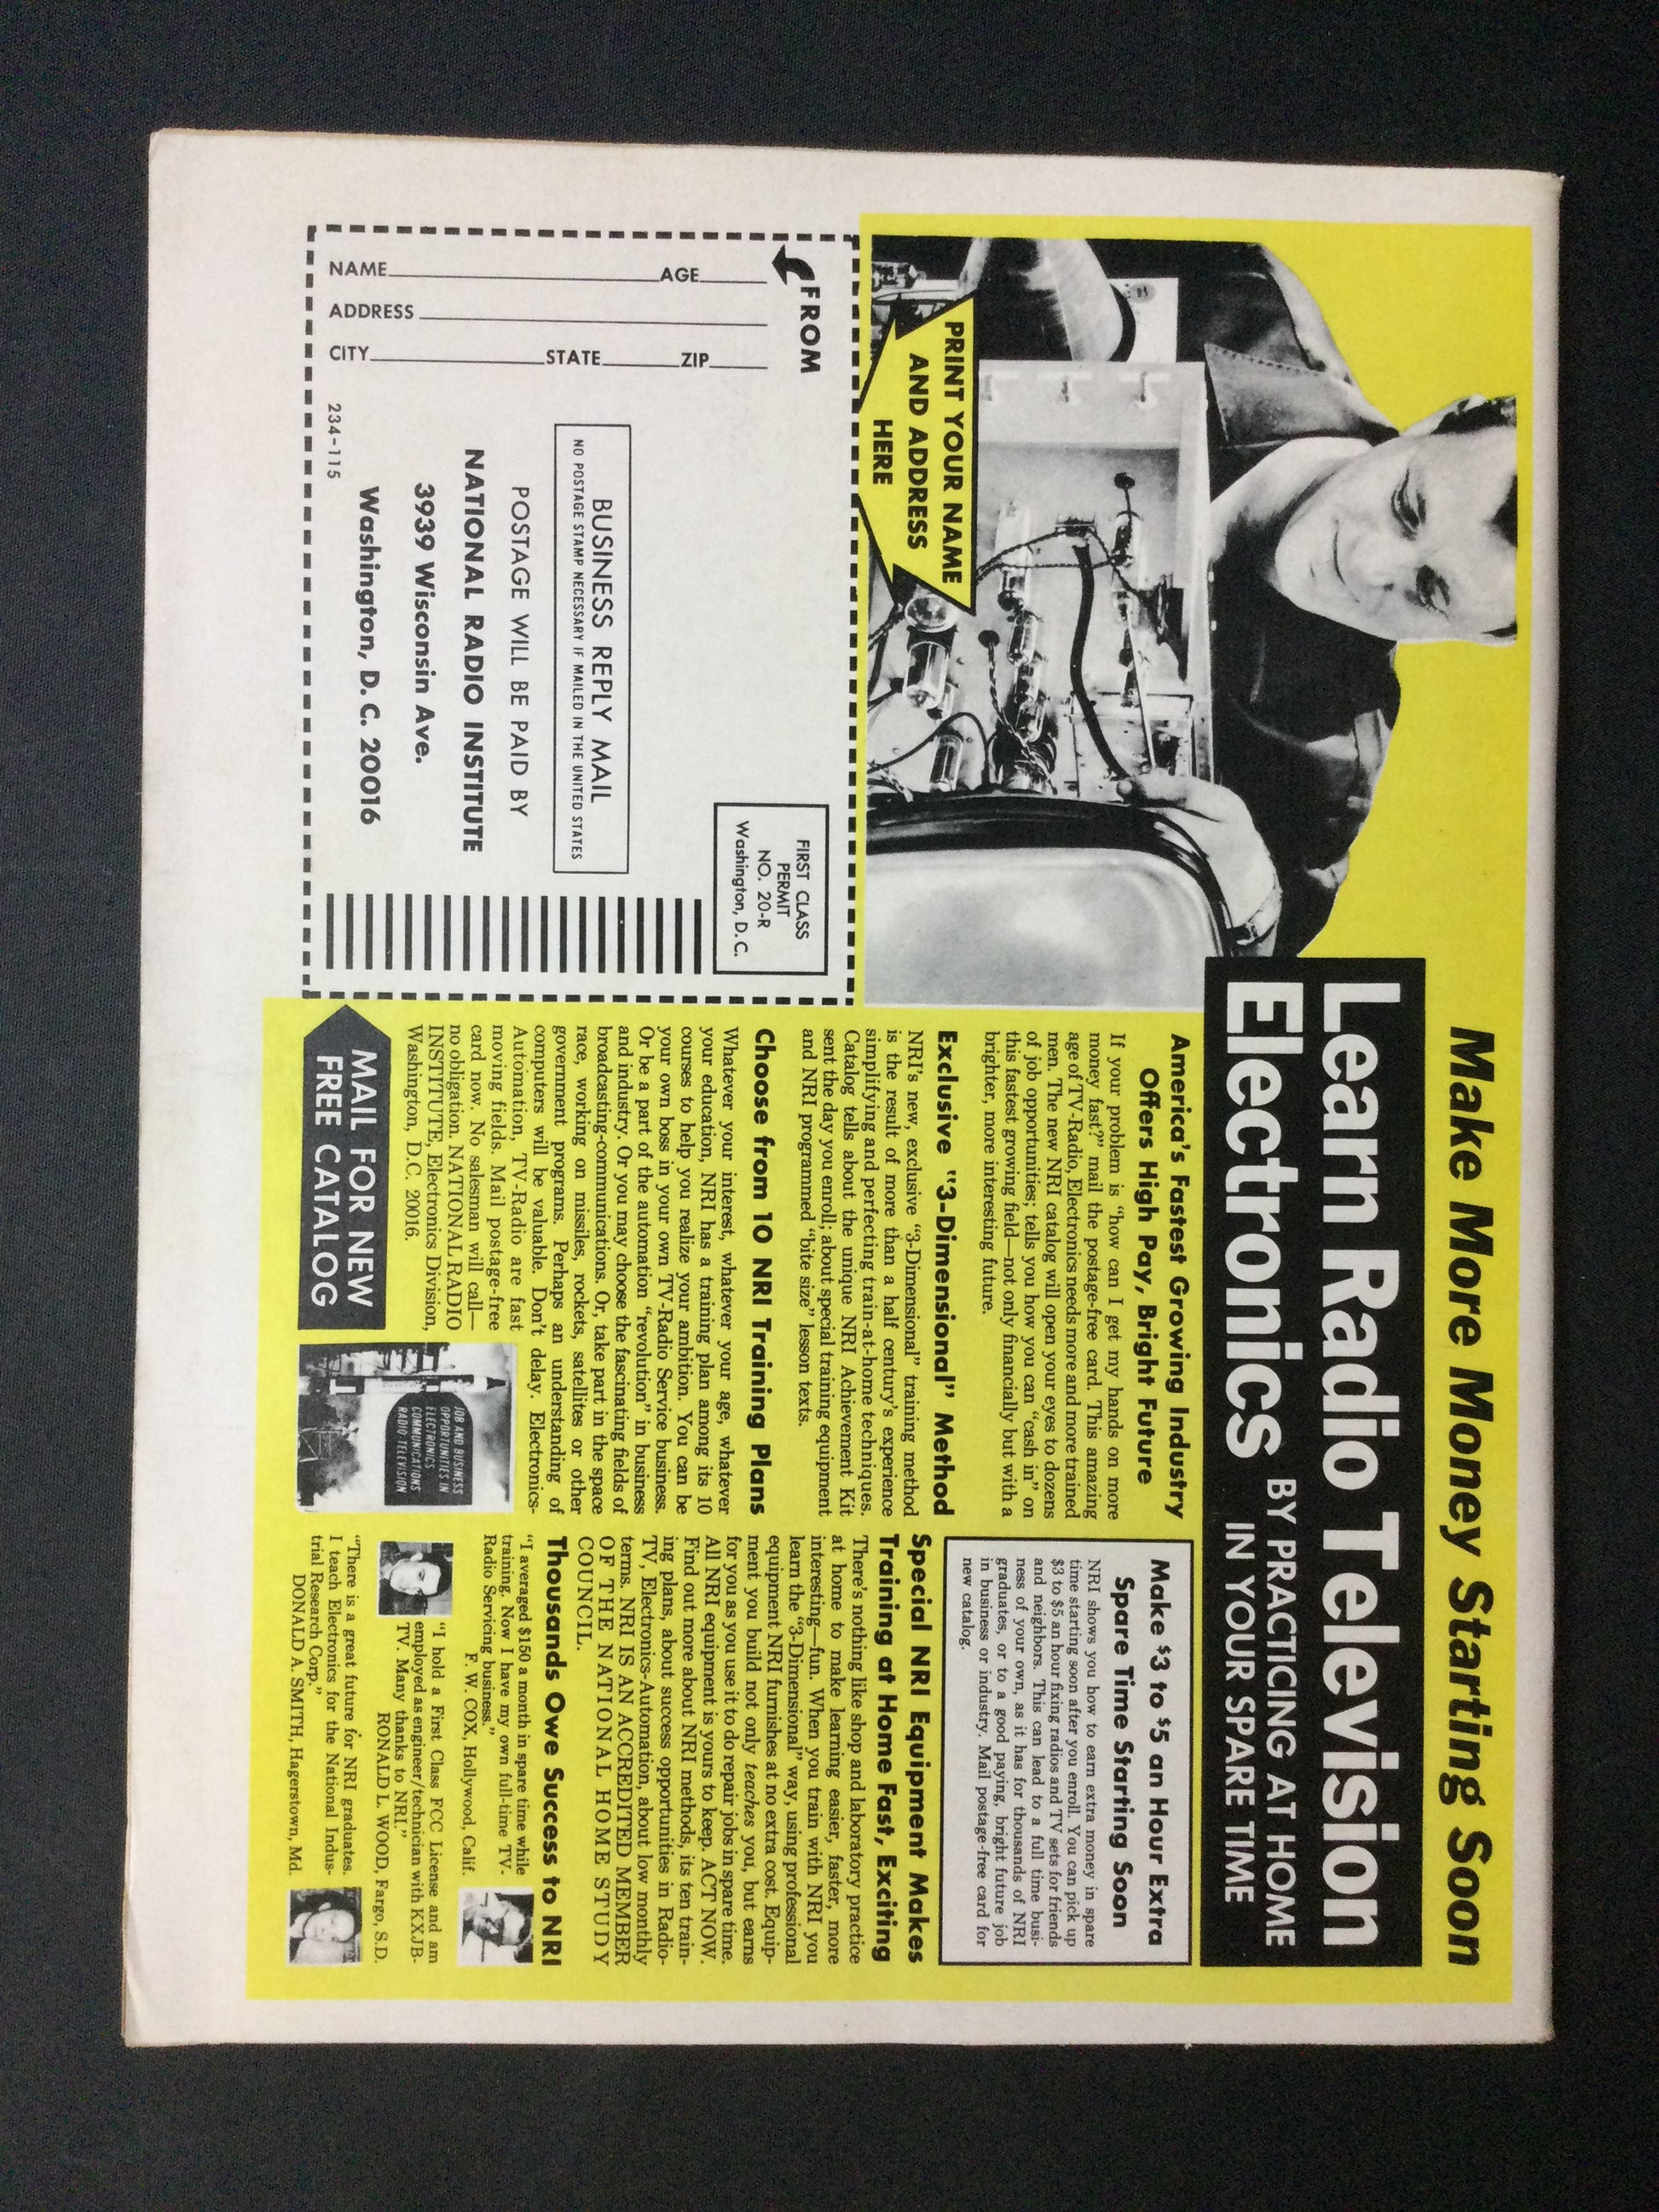 Make More Money Starting Soon
Learn Radio Television
Electronics
BY PRACTICING AT HOME
IN YOUR SPARE TIME
PRINT YOUR NAME
AND ADDRESS
HERE
FROM
NAME AGE
ADDRESS
CITY STATE ZIP
234-115
FIRST CLASS
PERMIT
NO. 20-R
Washington, D. C.
BUSINESS REPLY MAIL
NO POSTAGE STAMP NECESSARY IF MAILED IN THE UNITED STATES
POSTAGE WILL BE PAID BY
NATIONAL RADIO INSTITUTE
3939 Wisconsin Ave.
Washington, D. C. 20016
America's Fastest Growing Industry
Offers High Pay, Bright Future
If your problem is "how can I get my hands on more
money fast?" mail the postage-free card. This amazing
age of TV-Radio, Electronics needs more and more trained
men. The new NRI catalog will open your eyes to dozens
of job opportunities; tells you how you can "cash in" on
this fastest growing field—not only financially but with a
brighter, more interesting future.
Exclusive "3-Dimensional" Method
NRI's new, exclusive "3-Dimensional" training method
is the result of more than a half century's experience
simplifying and perfecting train-at-home techniques.
Catalog tells about the unique NRI Achievement Kit
sent the day you enroll; about special training equipment
and NRI programmed "bite size" lesson texts.
Choose from 10 NRI Training Plans
Whatever your interest, whatever your age, whatever
your education, NRI has a training plan among its 10
courses to help you realize your ambition. You can be
your own boss in your own TV-Radio Service business.
Or be a part of the automation "revolution" in business
and industry. Or you may choose the fascinating fields of
broadcasting-communications. Or, take part in the space
race, working on missiles, rockets, satellites or other
government programs. Perhaps an understanding of
computers will be valuable. Don't delay. Electronics-
Automation, TV-Radio are fast
moving fields. Mail postage-free
card now. No salesman will call—
no obligation. NATIONAL RADIO
INSTITUTE, Electronics Division,
Washington, D.C. 20016.
MAIL FOR NEW
FREE CATALOG
JOB AND BUSINESS
OPPORTUNITIES IN
ELECTRONICS
COMMUNICATIONS
RADIO-TELEVISION
Make $3 to $5 an Hour Extra
Spare Time Starting Soon
NRI shows you how to earn extra money in spare
time starting soon after you enroll. You can pick up
$3 to $5 an hour fixing radios and TV sets for friends
and neighbors. This can lead to a full time busi-
ness of your own, as it has for thousands of NRI
graduates, or to a good paying, bright future job
in business or industry. Mail postage-free card for
new catalog.
Special NRI Equipment Makes
Training at Home Fast, Exciting
There's nothing like shop and laboratory practice
at home to make learning easier, faster, more
interesting—fun. When you train with NRI you
learn the "3-Dimensional" way, using professional
equipment NRI furnishes at no extra cost. Equip-
ment you build not only teaches you, but earns
for you as you use it to do repair jobs in spare time.
All NRI equipment is yours to keep. ACT NOW.
Find out more about NRI methods, its ten train-
ing plans, about success opportunities in Radio-
TV, Electronics-Automation, about low monthly
terms. NRI IS AN ACCREDITED MEMBER
OF THE NATIONAL HOME STUDY
COUNCIL.
Thousands Owe Success to NRI
"I averaged $150 a month in spare time while
training. Now I have my own full-time TV-
Radio Servicing business."
F. W. COX, Hollywood, Calif.
"I hold a First Class FCC License and am
employed as engineer/technician with KXJB-
TV. Many thanks to NRI."
RONALD L. WOOD, Fargo, S.D.
"There is a great future for NRI graduates.
I teach Electronics for the National Indus-
trial Research Corp."
DONALD A. SMITH, Hagerstown, Md.